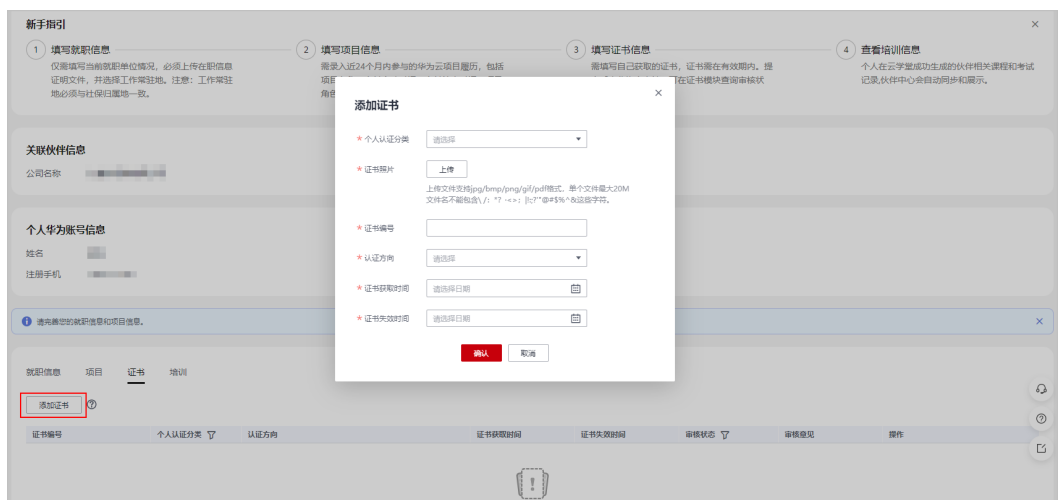 新手指引
1 填写就职信息
仅需填写当前就职单位情况，必须上传在职信息
证明文件，并选择工作常驻地。注意：工作常驻
地必须与社保归属地一致。
2 填写项目信息
需录入近24个月内参与的华为云项目履历，包括
项目
角色
3 填写证书信息
需填写自己获取的证书，证书需在有效期内。提
可在证书模块查询审核状
4 查看培训信息
个人在云学堂成功生成的伙伴相关课程和考试
记录,伙伴中心会自动同步和展示。
关联伙伴信息
公司名称
个人华为账号信息
姓名
注册手机
请完善您的就职信息和项目信息。
就职信息 项目 证书 培训
添加证书
证书编号 个人认证分类 认证方向 证书获取时间 证书失效时间 审核状态 审核意见 操作
添加证书
* 个人认证分类 请选择
* 证书照片 上传
上传文件支持jpg/bmp/png/gif/pdf格式，单个文件最大20M
* 证书编号
* 认证方向 请选择
* 证书获取时间 请选择日期
* 证书失效时间 请选择日期
确认 取消